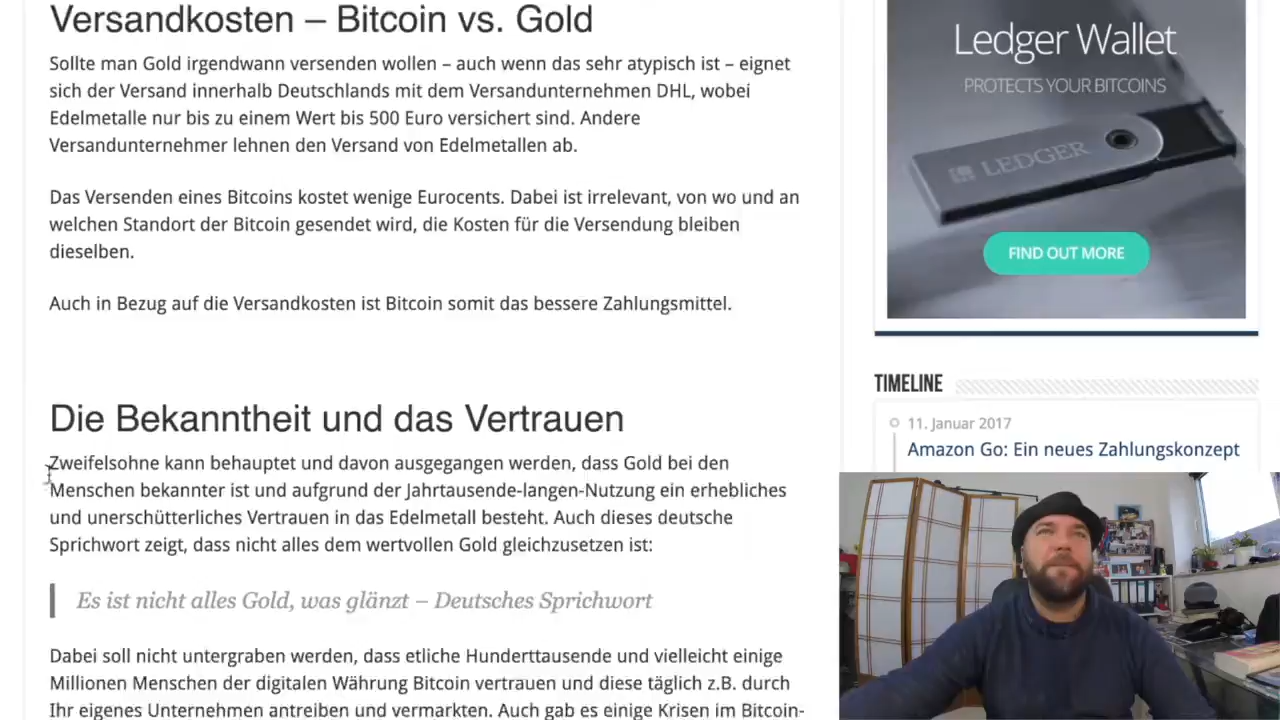 Versandkosten – Bitcoin vs. Gold
Sollte man Gold irgendwann versenden wollen – auch wenn das sehr atypisch ist – eignet
sich der Versand innerhalb Deutschlands mit dem Versandunternehmen DHL, wobei
Edelmetalle nur bis zu einem Wert bis 500 Euro versichert sind. Andere
Versandunternehmer lehnen den Versand von Edelmetallen ab.
Das Versenden eines Bitcoins kostet wenige Eurocents. Dabei ist irrelevant, von wo und an
welchen Standort der Bitcoin gesendet wird, die Kosten für die Versendung bleiben
dieselben.
Auch in Bezug auf die Versandkosten ist Bitcoin somit das bessere Zahlungsmittel.
Die Bekanntheit und das Vertrauen
Zweifelsohne kann behauptet und davon ausgegangen werden, dass Gold bei den
Menschen bekannter ist und aufgrund der Jahrtausende-langen-Nutzung ein erhebliches
und unerschütterliches Vertrauen in das Edelmetall besteht. Auch dieses deutsche
Sprichwort zeigt, dass nicht alles dem wertvollen Gold gleichzusetzen ist:
Es ist nicht alles Gold, was glänzt – Deutsches Sprichwort
Dabei soll nicht untergraben werden, dass etliche Hunderttausende und vielleicht einige
Millionen Menschen der digitalen Währung Bitcoin vertrauen und diese täglich z.B. durch
Ihr eigenes Unternehmen antreiben und vermarkten. Auch gab es einige Krisen im Bitcoin-
Ledger Wallet
PROTECTS YOUR BITCOINS
LEDGER
FIND OUT MORE
TIMELINE
11. Januar 2017
Amazon Go: Ein neues Zahlungskonzept